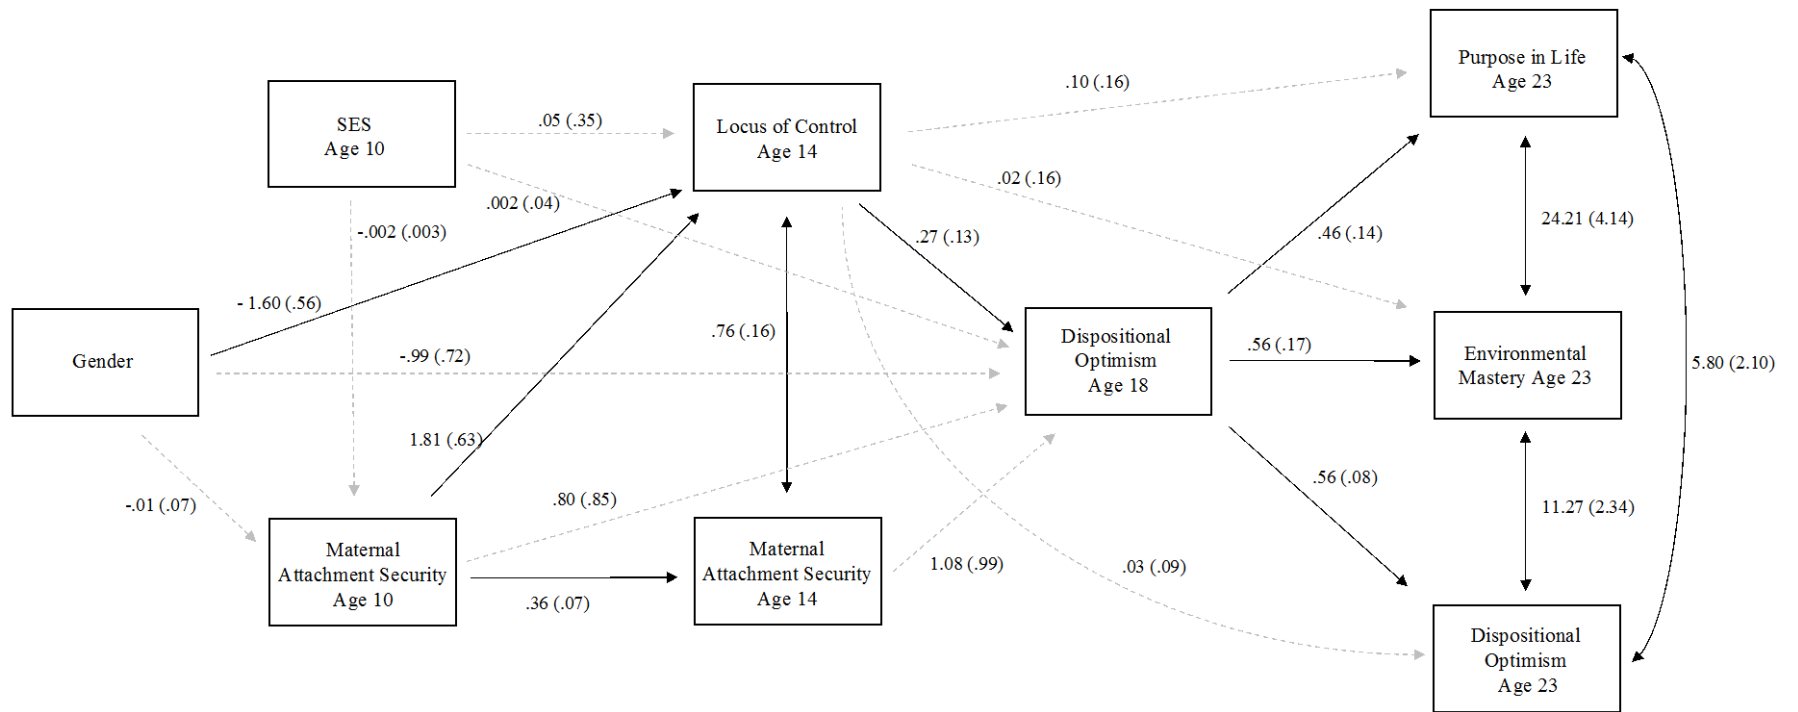 Purpose in Life
Age 23
.10 (.16)
SES
Age 10
.05 (.35)
Locus of Control
Age 14
.02 (.16)
.002 (.04)
-.002 (.003)
.27 (.13)
.46 (.14)
24.21 (4.14)
- 1.60 (.56)
Gender
-.99 (.72)
.76 (.16)
Dispositional
Optimism
Age 18
.56 (.17)
Environmental
Mastery Age 23
5.80 (2.10)
1.81 (.63)
-.01 (.07)
.80 (.85)
.56 (.08)
11.27 (2.34)
Maternal
Attachment Security
Age 10
.36 (.07)
Maternal
Attachment Security
Age 14
1.08 (.99)
.03 (.09)
Dispositional
Optimism
Age 23